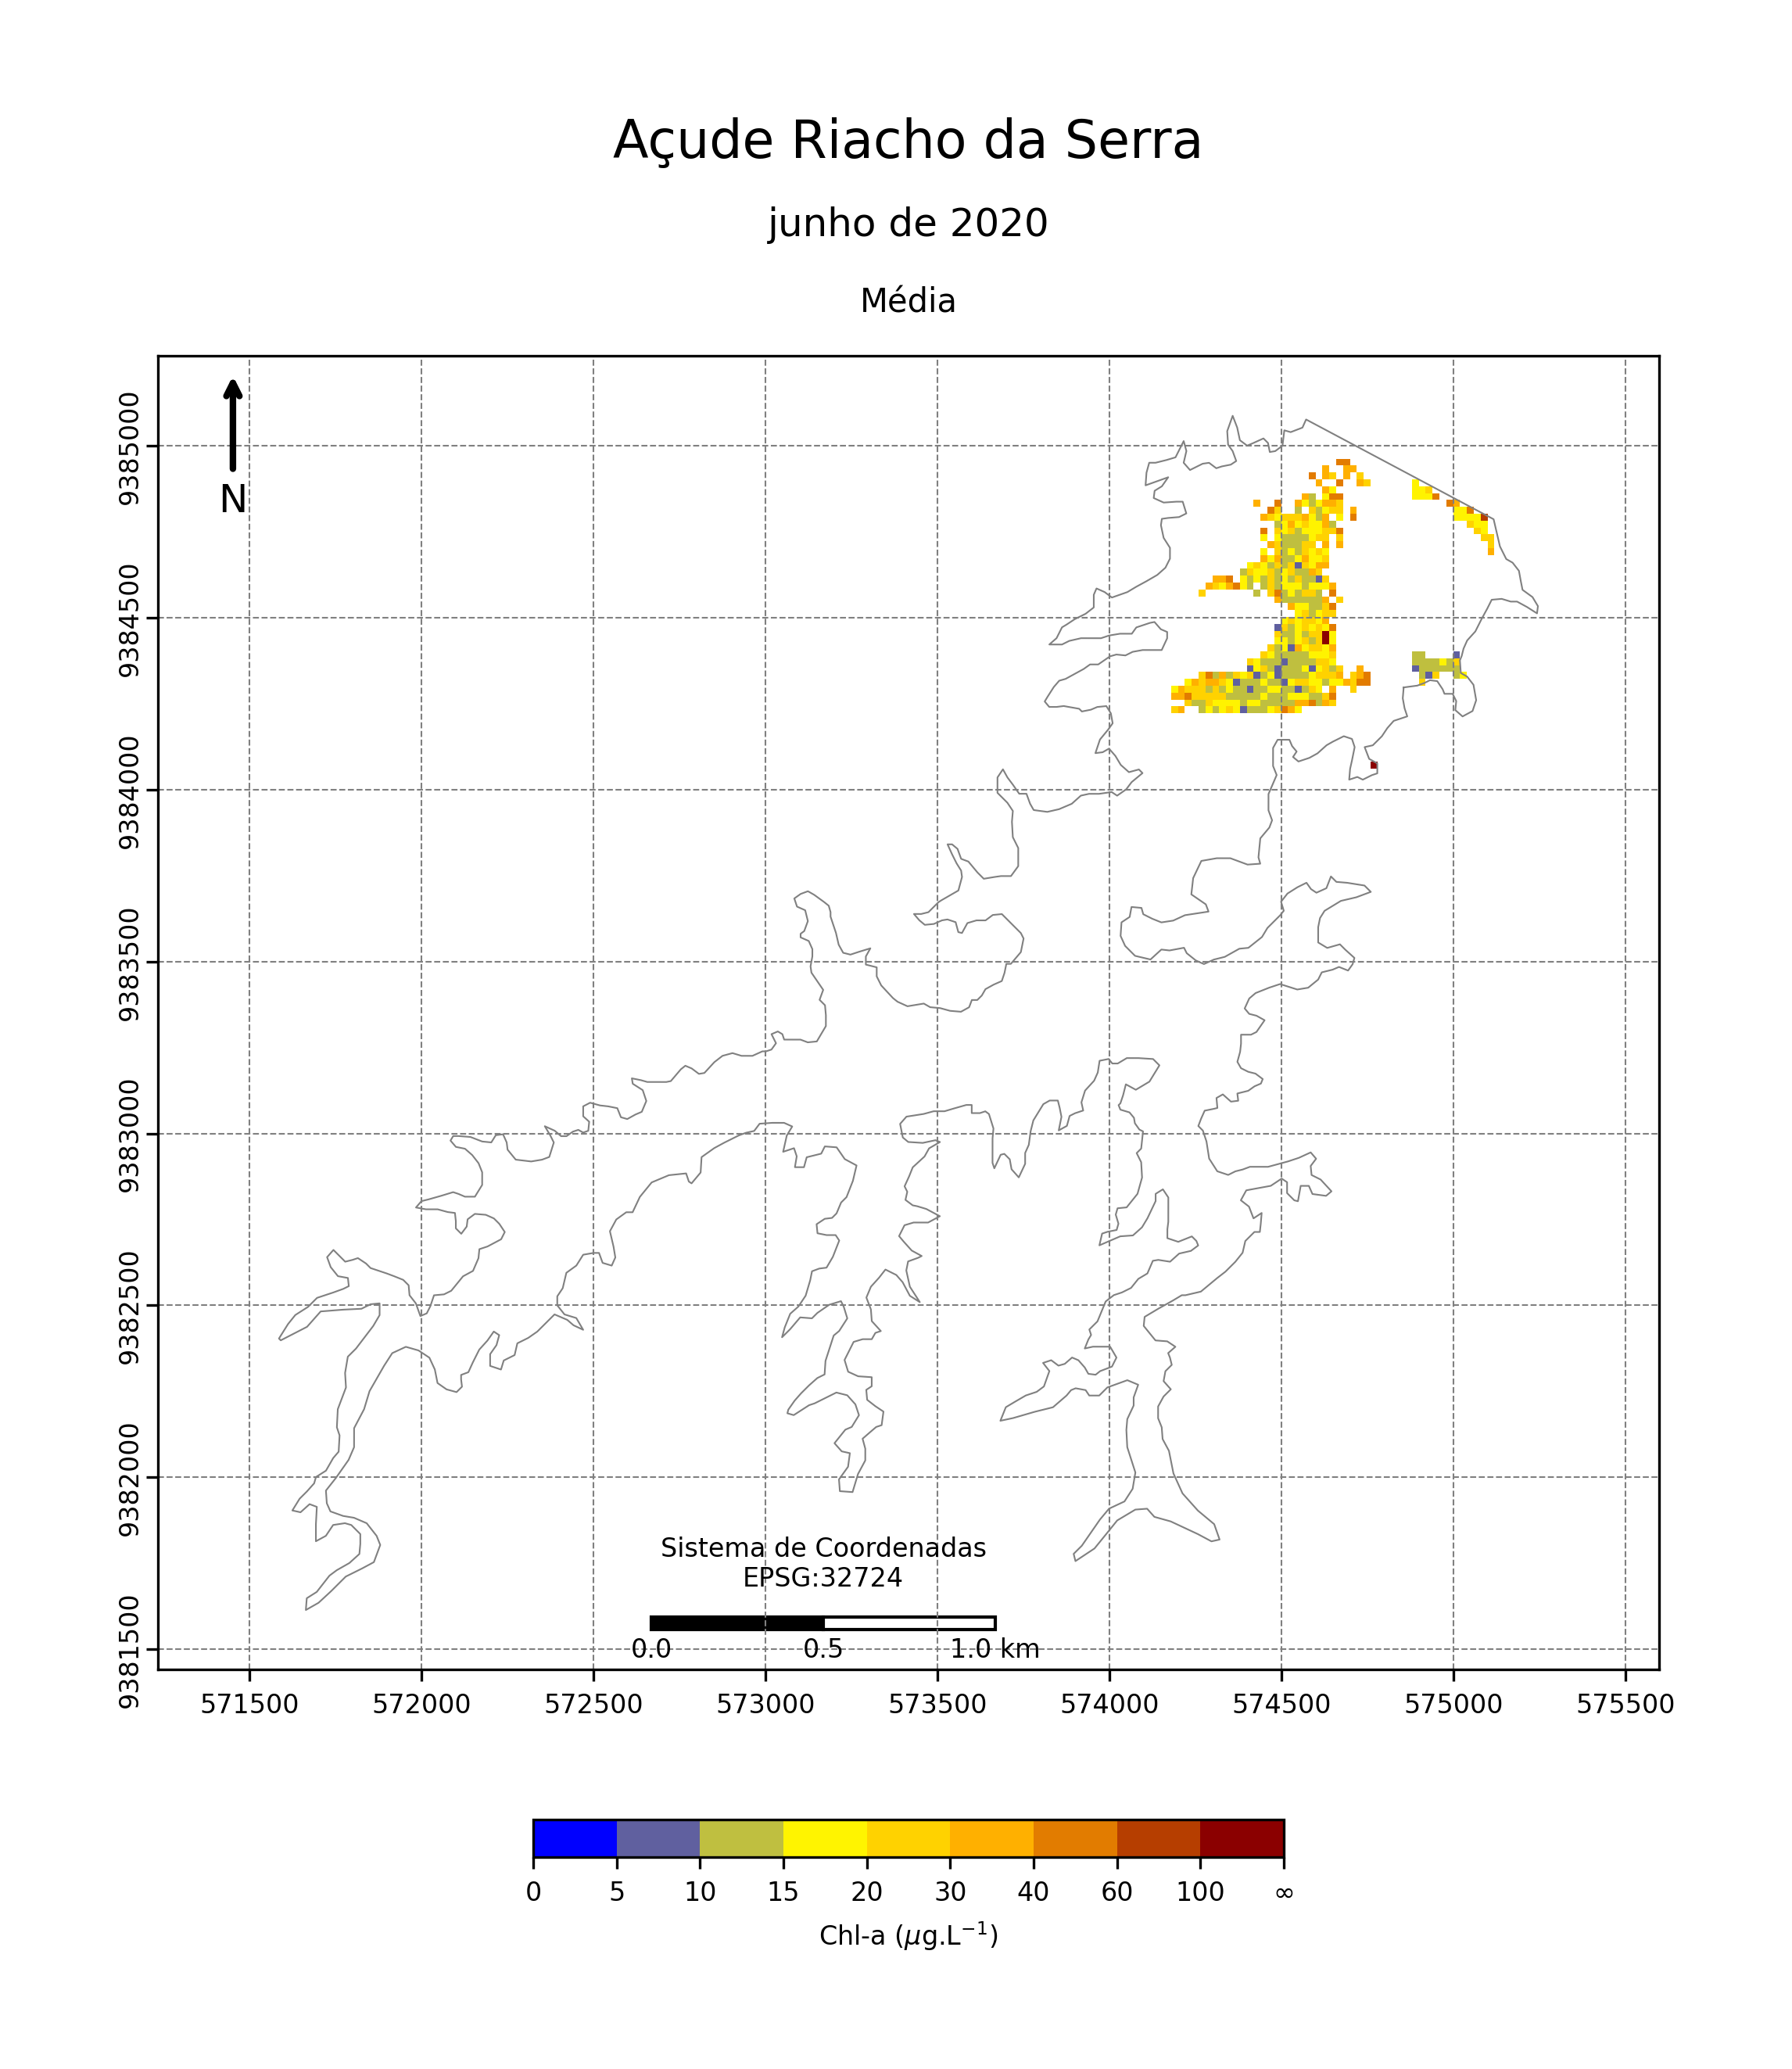 Açude Riacho da Serra
junho de 2020
Média
N
9385000
9384500
9384000
9383500
9383000
9382500
9382000
9381500
Sistema de Coordenadas
EPSG:32724
0.0 0.5 1.0 km
571500 572000 572500 573000 573500 574000 574500 575000 575500
0 5 10 15 20 30 40 60 100 ∞
Chl-a (μg.L⁻¹)